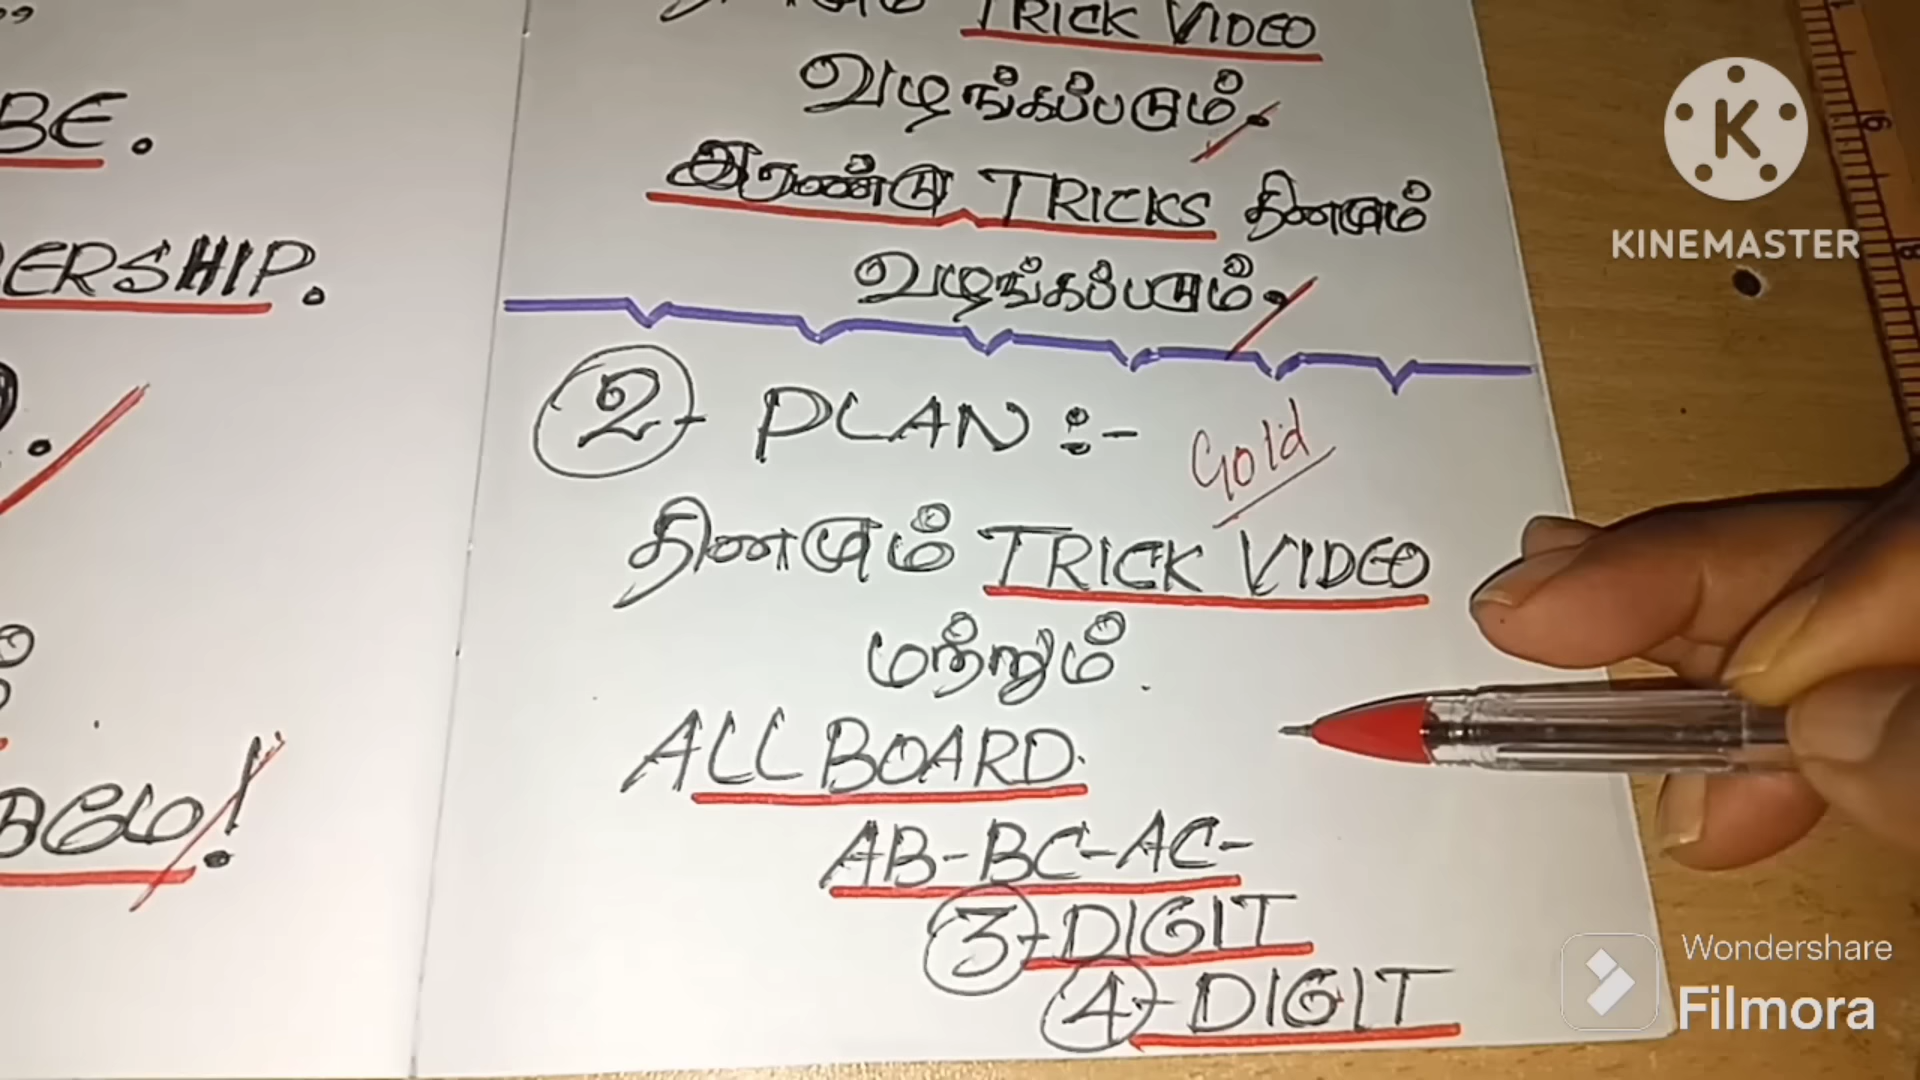 BE.
ERSHIP.
TRICK VIDEO
வழங்கப்படும்.
இரண்டு TRICKS தினமும்
வழங்கப்படும்.
2 - PLAN :-
Gold
தினமும் TRICK VIDEO
மற்றும்
ALL BOARD.
AB-BC-AC-
3-DIGIT
4-DIGIT
K
KINEMASTER
Wondershare
Filmora